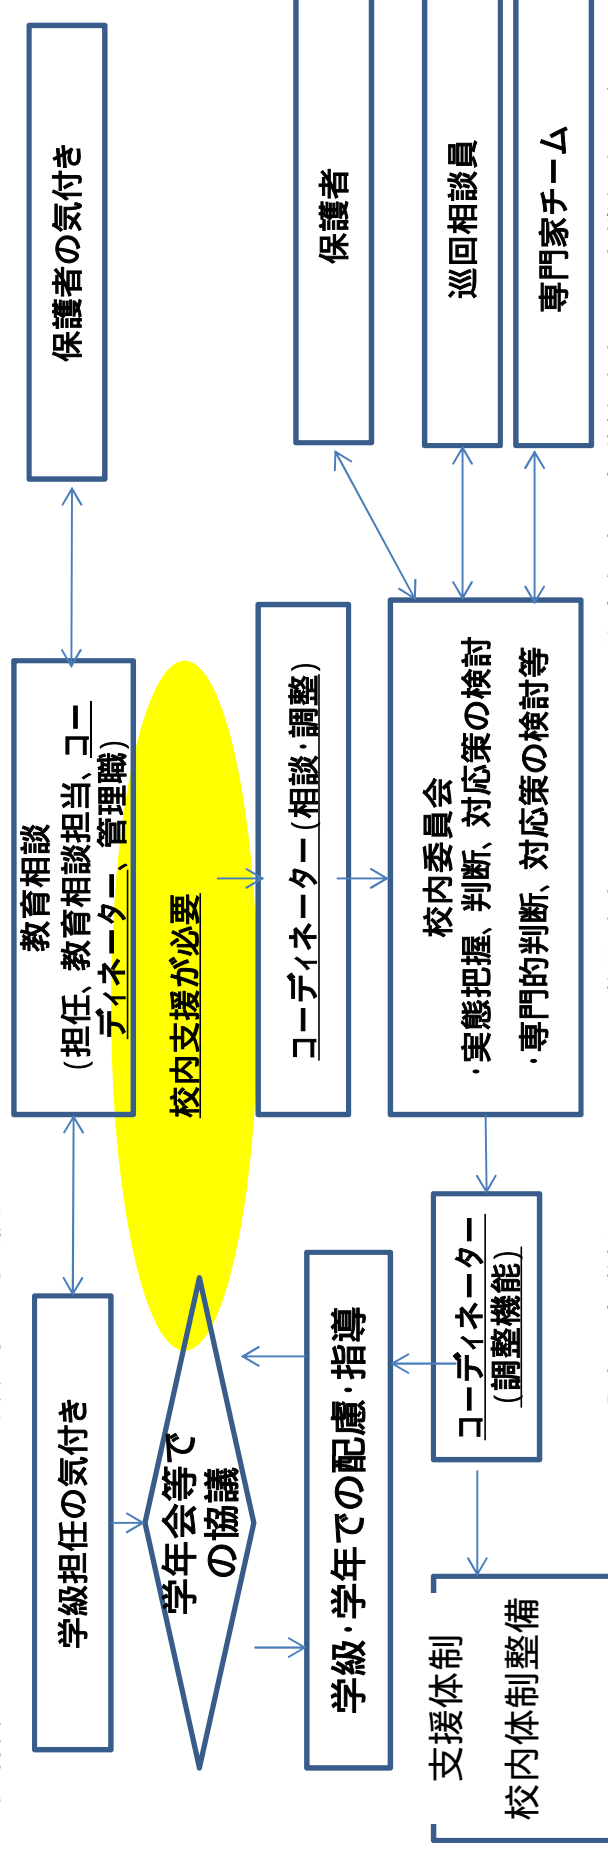 学級担任の気付き
教育相談
(担任、教育相談担当、コー
ディネーター、管理職)
保護者の気付き
学年会等で
の協議
校内支援が必要
コーディネーター(相談・調整)
学級・学年での配慮・指導
校内委員会
・実態把握、判断、対応策の検討
・専門的判断、対応策の検討等
保護者
巡回相談員
専門家チーム
コーディネーター
(調整機能)
支援体制
校内体制整備